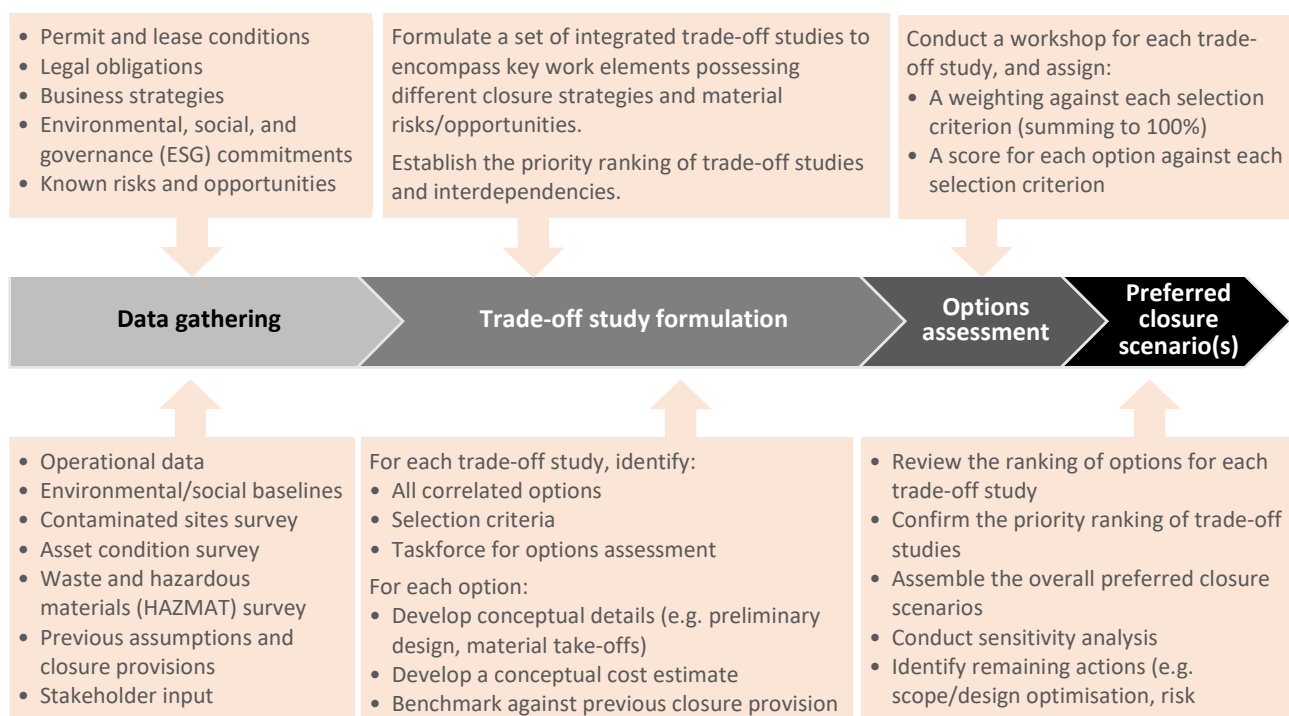 • Permit and lease conditions
• Legal obligations
• Business strategies
• Environmental, social, and
governance (ESG) commitments
• Known risks and opportunities
Formulate a set of integrated trade-off studies to
encompass key work elements possessing
different closure strategies and material
risks/opportunities.
Establish the priority ranking of trade-off studies
and interdependencies.
Conduct a workshop for each trade-
off study, and assign:
• A weighting against each selection
criterion (summing to 100%)
• A score for each option against each
selection criterion
Data gathering
Trade-off study formulation
Options
assessment
Preferred
closure
scenario(s)
• Operational data
• Environmental/social baselines
• Contaminated sites survey
• Asset condition survey
• Waste and hazardous
materials (HAZMAT) survey
• Previous assumptions and
closure provisions
• Stakeholder input
For each trade-off study, identify:
• All correlated options
• Selection criteria
• Taskforce for options assessment
For each option:
• Develop conceptual details (e.g. preliminary
design, material take-offs)
• Develop a conceptual cost estimate
• Benchmark against previous closure provision
• Review the ranking of options for each
trade-off study
• Confirm the priority ranking of trade-off
studies
• Assemble the overall preferred closure
scenarios
• Conduct sensitivity analysis
• Identify remaining actions (e.g.
scope/design optimisation, risk